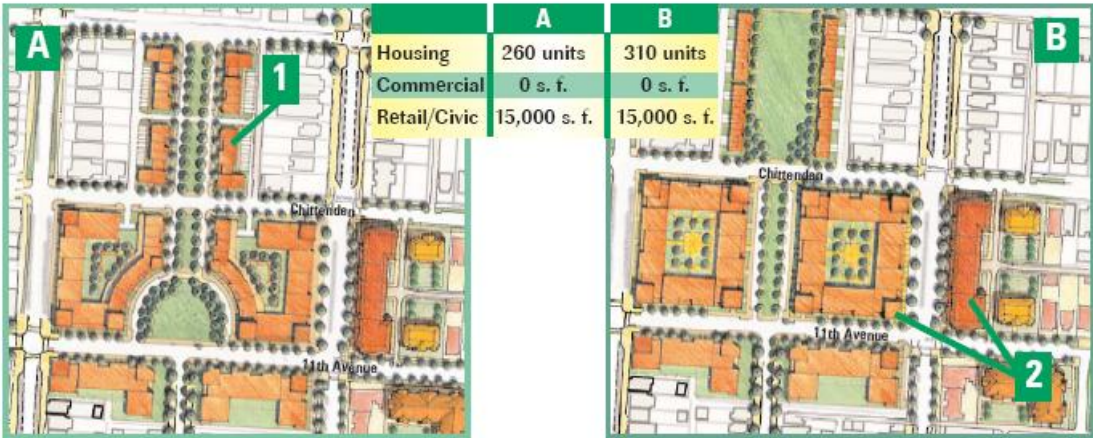 A
1
A B
Housing 260 units 310 units
Commercial 0 s. f. 0 s. f.
Retail/Civic 15,000 s. f. 15,000 s. f.
B
Chittenden
11th Avenue
Chittenden
11th Avenue
2